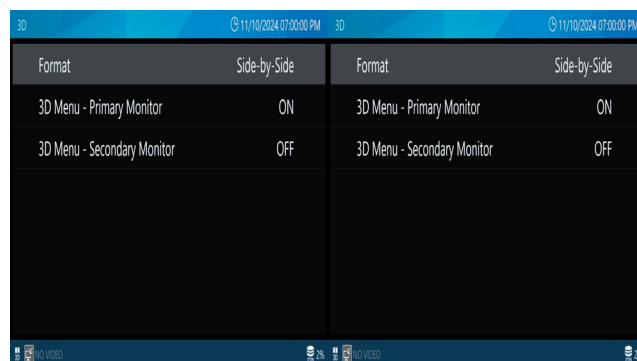 3D 11/10/2024 07:00:00 PM 3D 11/10/2024 07:00:00 PM
Format Side-by-Side Format Side-by-Side
3D Menu - Primary Monitor ON 3D Menu - Primary Monitor ON
3D Menu - Secondary Monitor OFF 3D Menu - Secondary Monitor OFF
3D NO VIDEO 2% 3D NO VIDEO